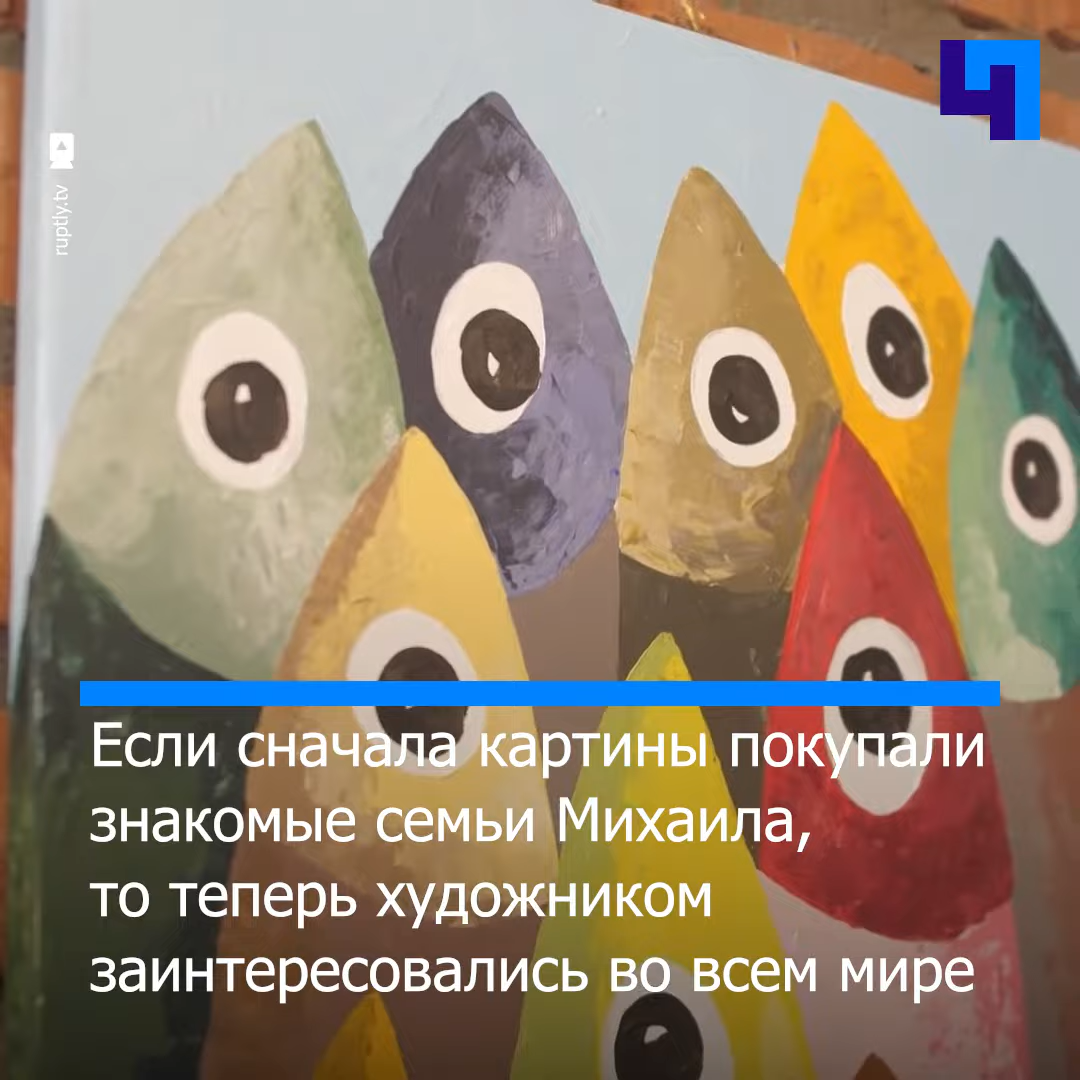 ruptly.tv
Если сначала картины покупали
знакомые семьи Михаила,
то теперь художником
заинтересовались во всем мире